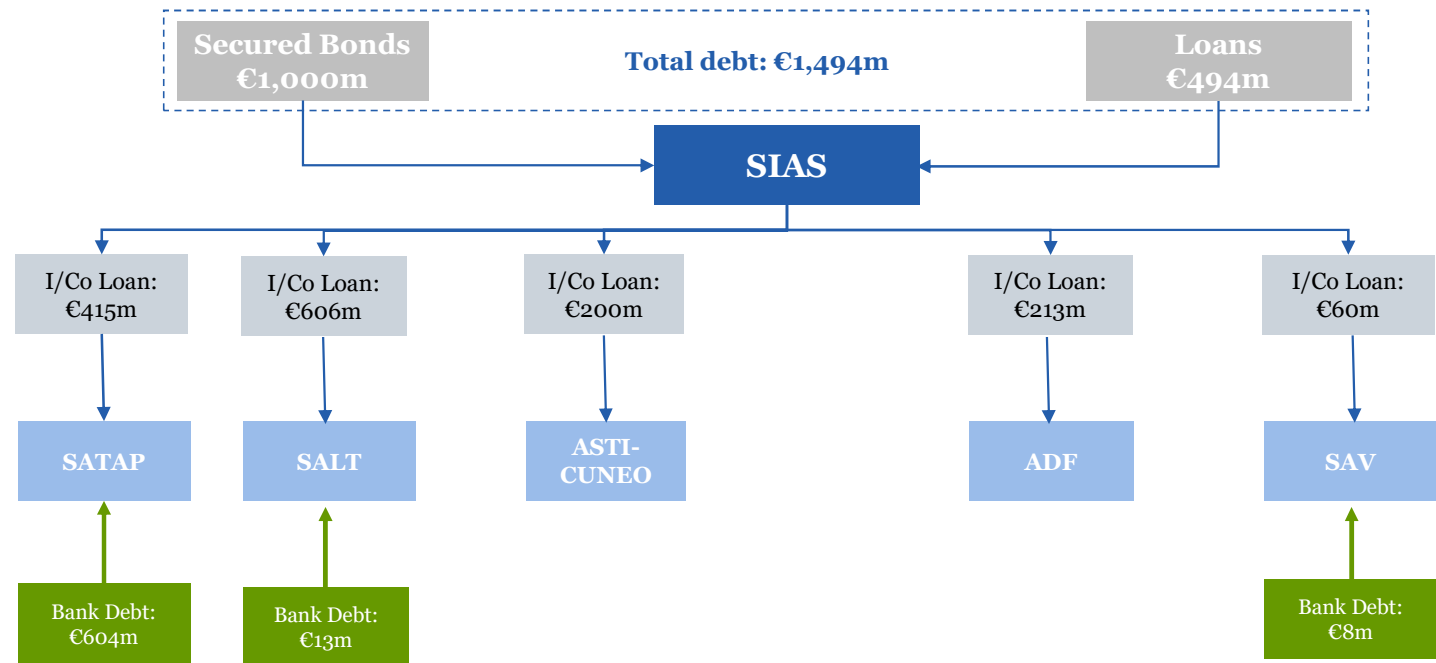 Secured Bonds
€1,000m
Total debt: €1,494m
Loans
€494m
SIAS
I/Co Loan:
€415m
I/Co Loan:
€606m
I/Co Loan:
€200m
I/Co Loan:
€213m
I/Co Loan:
€60m
SATAP
SALT
ASTI-
CUNEO
ADF
SAV
Bank Debt:
€604m
Bank Debt:
€13m
Bank Debt:
€8m